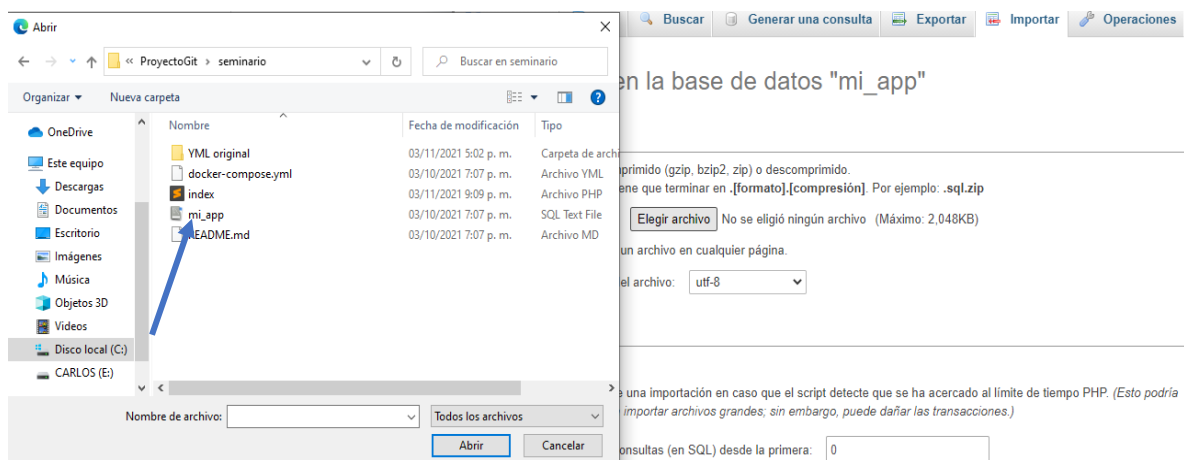 Abrir
« ProyectoGit › seminario
Buscar en seminario
Organizar
Nueva carpeta
OneDrive
Este equipo
Descargas
Documentos
Escritorio
Imágenes
Música
Objetos 3D
Videos
Disco local (C:)
CARLOS (E:)
Nombre Fecha de modificación Tipo
YML original 03/11/2021 5:02 p. m. Carpeta de archi
docker-compose.yml 03/10/2021 7:07 p. m. Archivo YML
index 03/11/2021 9:09 p. m. Archivo PHP
mi_app 03/10/2021 7:07 p. m. SQL Text File
README.md 03/10/2021 7:07 p. m. Archivo MD
Nombre de archivo:
Todos los archivos
Abrir Cancelar
Buscar Generar una consulta Exportar Importar Operaciones
en la base de datos "mi_app"
primido (gzip, bzip2, zip) o descomprimido.
ene que terminar en .[formato].[compresión]. Por ejemplo: .sql.zip
Elegir archivo No se eligió ningún archivo (Máximo: 2,048KB)
un archivo en cualquier página.
el archivo: utf-8
una importación en caso que el script detecte que se ha acercado al límite de tiempo PHP. (Esto podría
importar archivos grandes; sin embargo, puede dañar las transacciones.)
onsultas (en SQL) desde la primera: 0